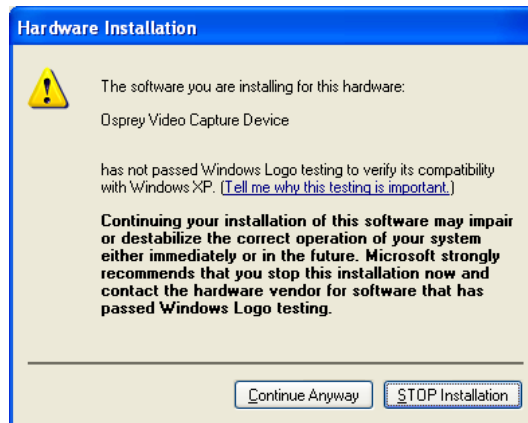 Hardware Installation
The software you are installing for this hardware:
Osprey Video Capture Device
has not passed Windows Logo testing to verify its compatibility
with Windows XP. (Tell me why this testing is important.)
Continuing your installation of this software may impair
or destabilize the correct operation of your system
either immediately or in the future. Microsoft strongly
recommends that you stop this installation now and
contact the hardware vendor for software that has
passed Windows Logo testing.
Continue Anyway
STOP Installation